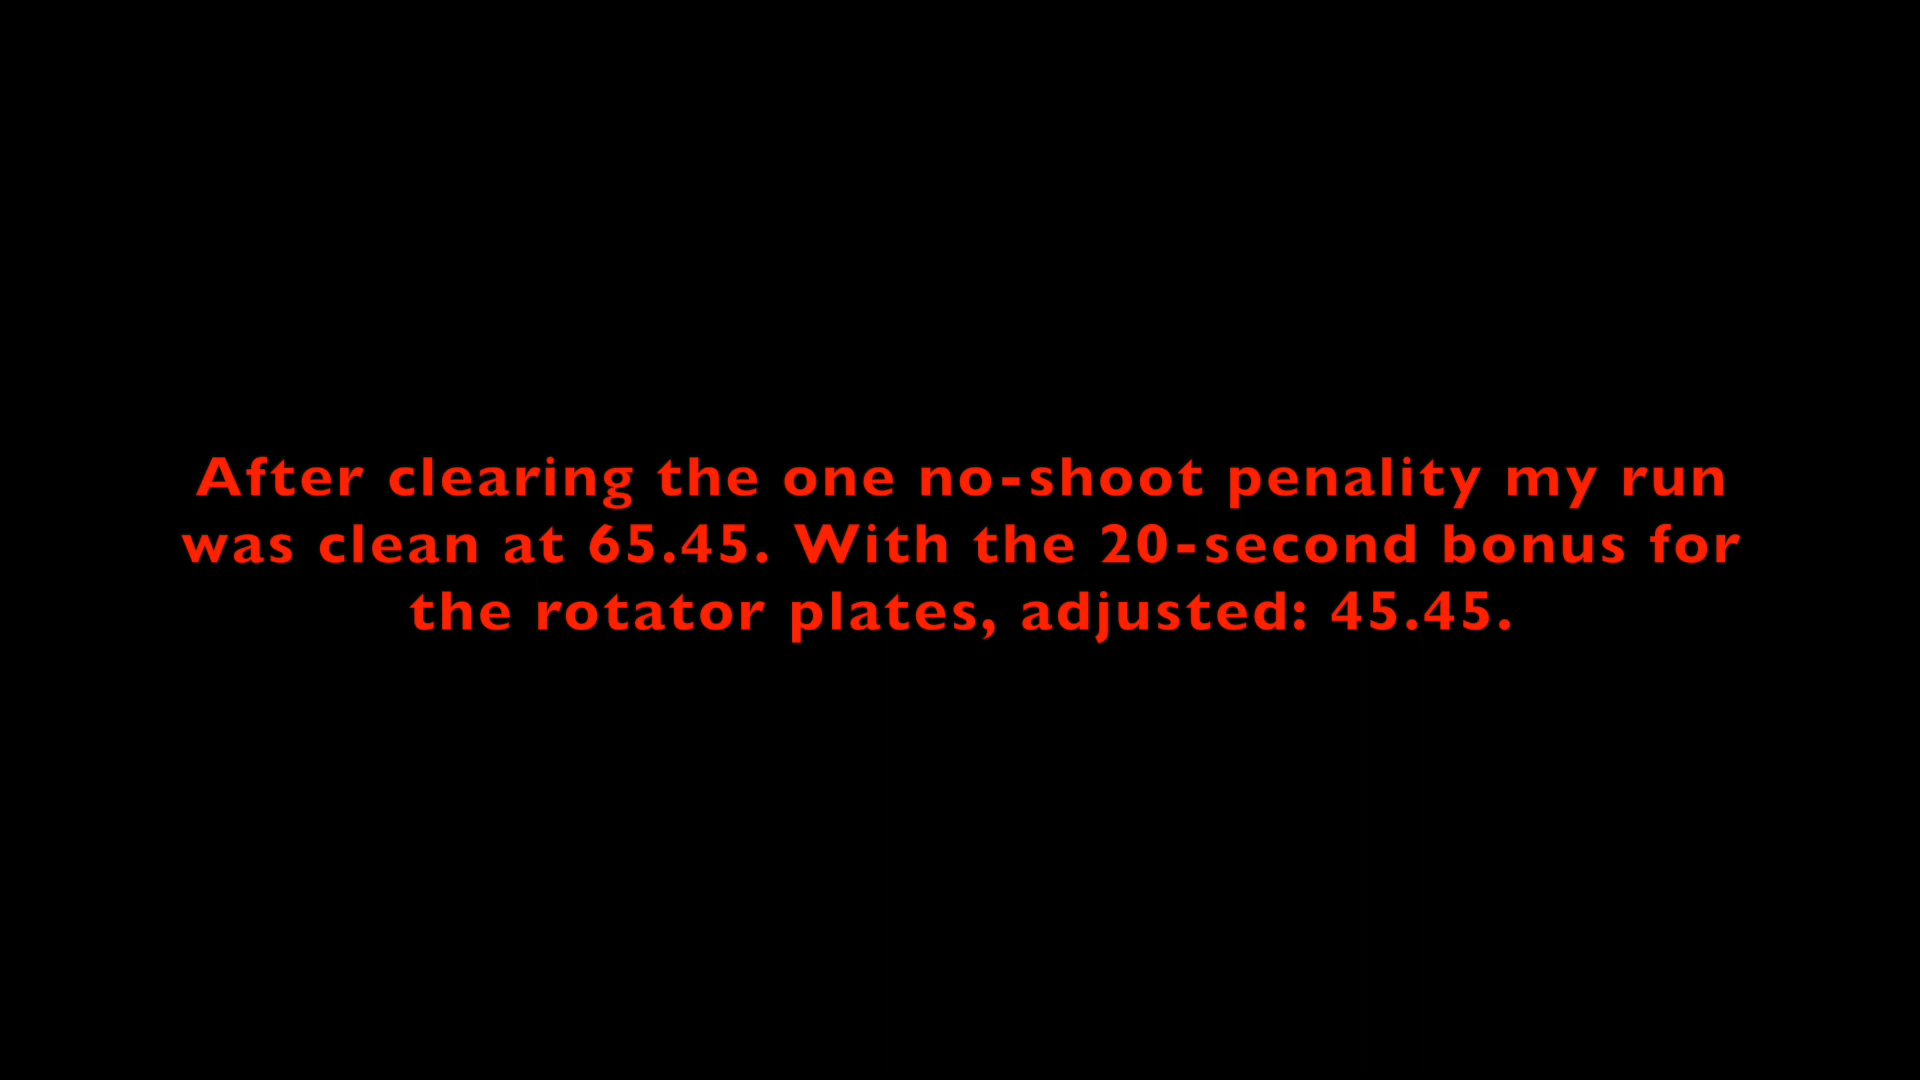 After clearing the one no-shoot penality my run
was clean at 65.45. With the 20-second bonus for
the rotator plates, adjusted: 45.45.